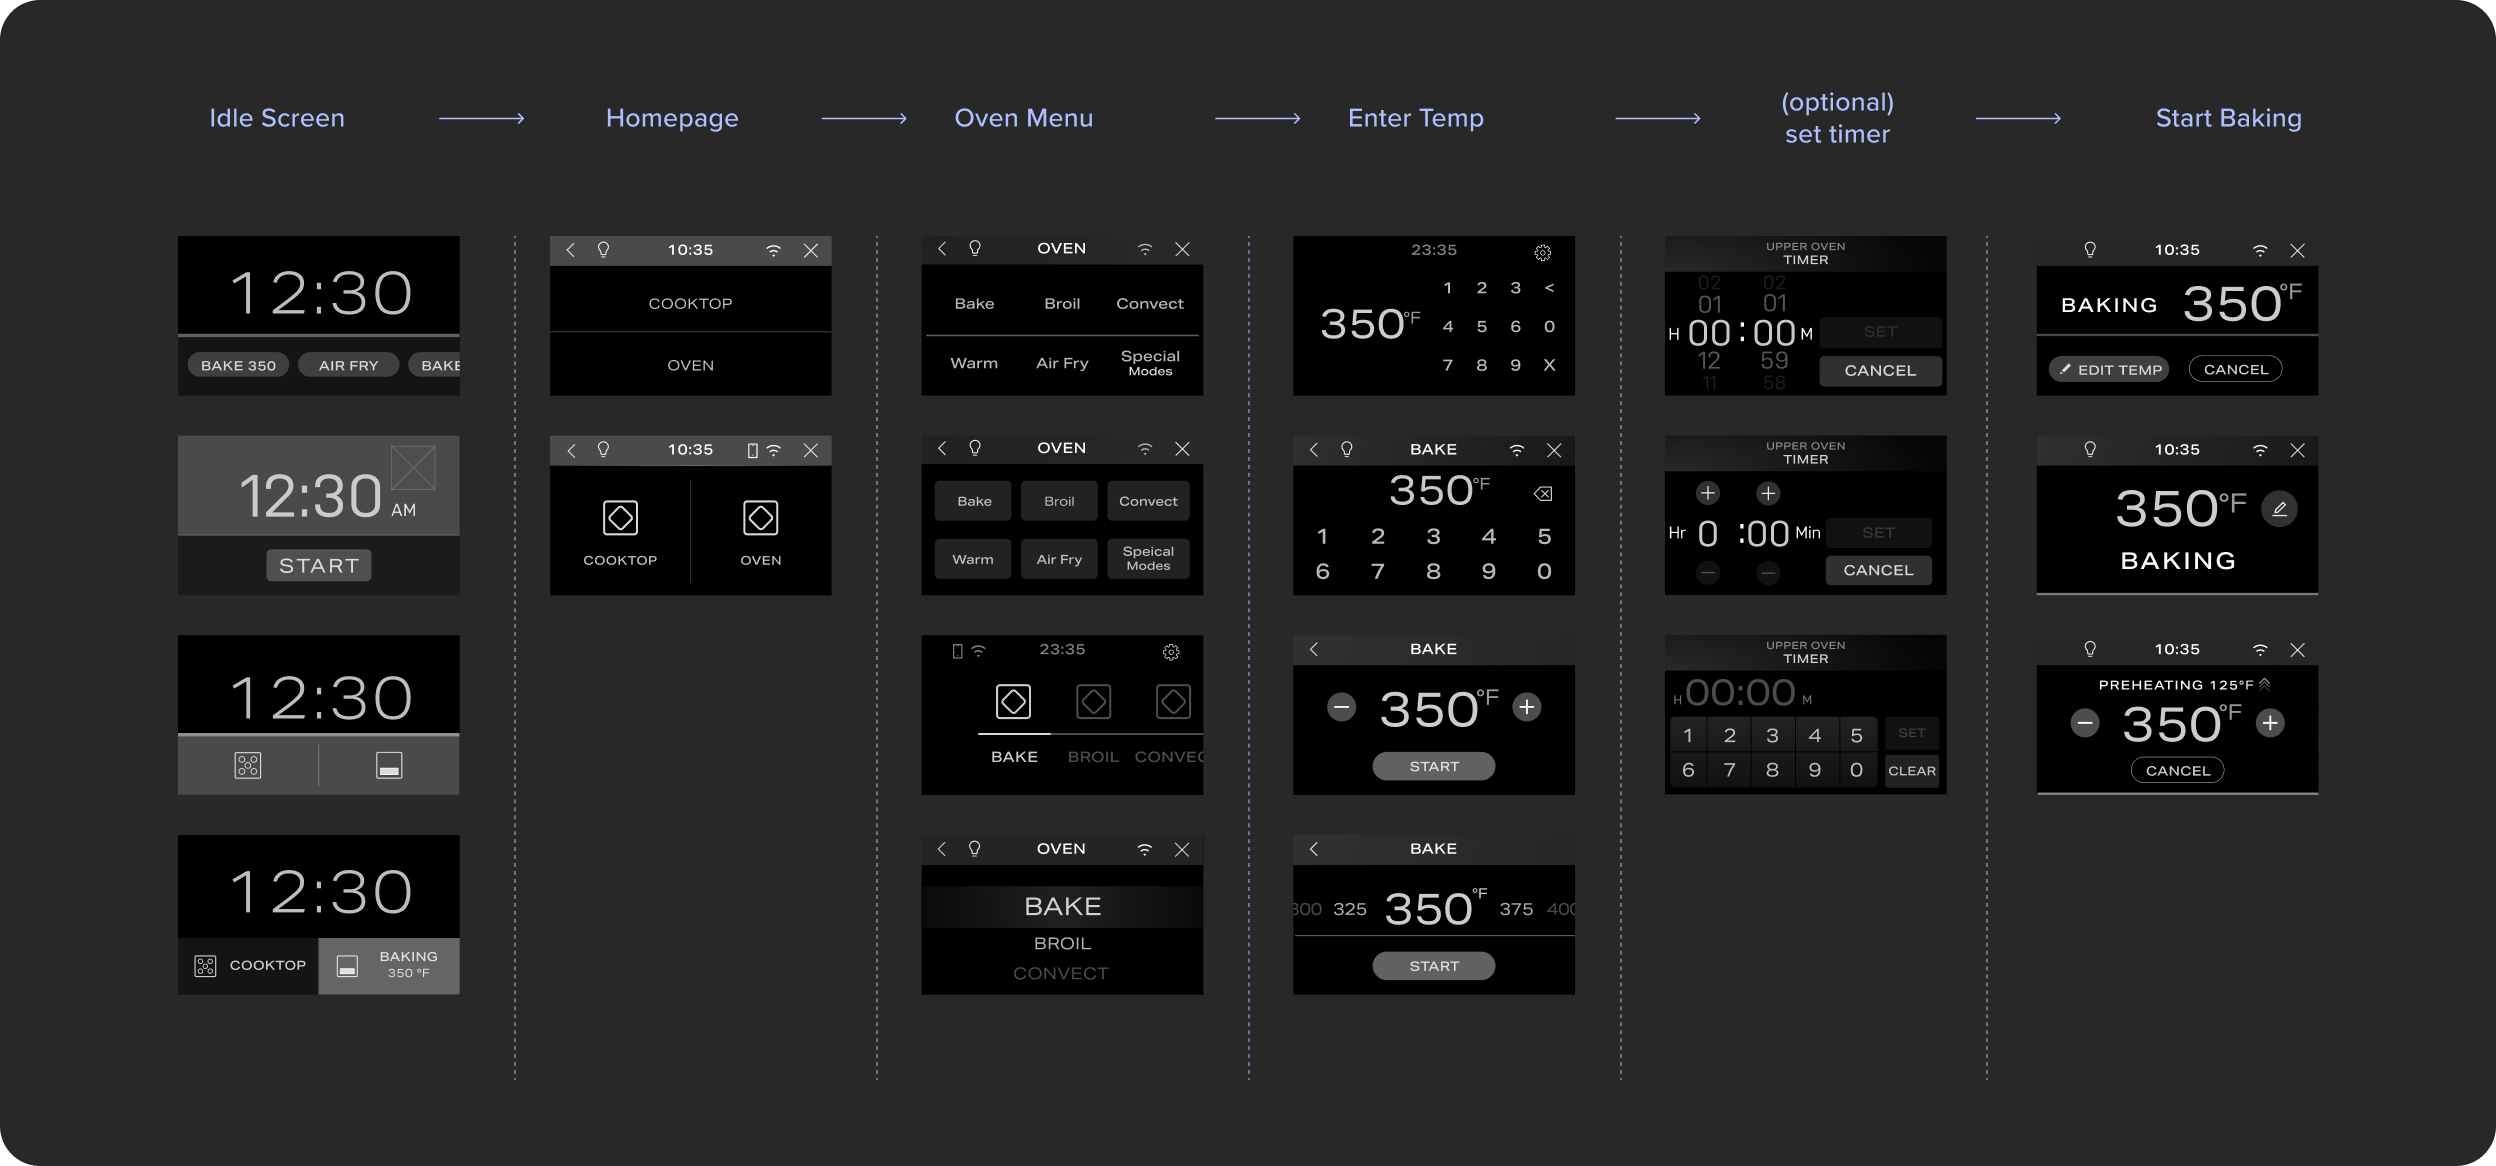 Idle Screen
Homepage
Oven Menu
Enter Temp
(optional)
set timer
Start Baking
12:30
BAKE 350
AIR FRY
BAKE
12:30
AM
START
12:30
12:30
COOKTOP
BAKING
350 °F
10:35
COOKTOP
OVEN
10:35
COOKTOP
OVEN
OVEN
Bake Broil Convect
Warm Air Fry Special
Modes
OVEN
Bake Broil Convect
Warm Air Fry Speical
Modes
23:35
BAKE BROIL CONVEC
OVEN
BAKE
BROIL
CONVECT
23:35
350°F
1 2 3 <
4 5 6 0
7 8 9 X
BAKE
350°F
1 2 3 4 5
6 7 8 9 0
BAKE
350°F
START
BAKE
300 325 350°F 375 400
START
UPPER OVEN
TIMER
02 02
01 01
H 00:00 M
12 59
11 58
SET
CANCEL
UPPER OVEN
TIMER
Hr 0 :00 Min
SET
CANCEL
UPPER OVEN
TIMER
H 00:00 M
1 2 3 4 5
6 7 8 9 0
SET
CLEAR
10:35
BAKING 350°F
EDIT TEMP
CANCEL
10:35
350°F
BAKING
10:35
PREHEATING 125°F
350°F
CANCEL